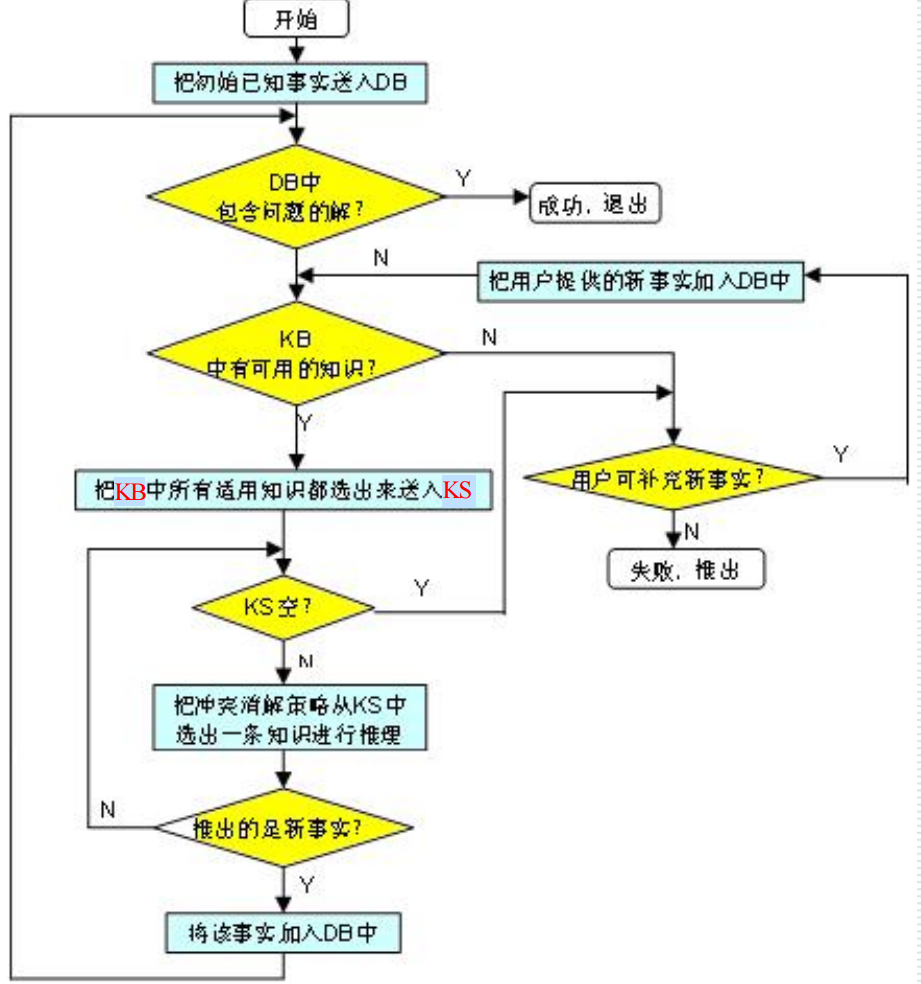 开始
把初始已知事实送入DB
DB中
包含问题的解?
Y
成功，退出
N
把用户提供的新事实加入DB中
KB
中有可用的知识?
N
Y
把KB中所有适用知识都选出来送入KS
用户可补充新事实?
Y
N
失败，推出
KS空?
Y
N
把冲突消解策略从KS中
选出一条知识进行推理
推出的是新事实?
N
Y
将该事实加入DB中